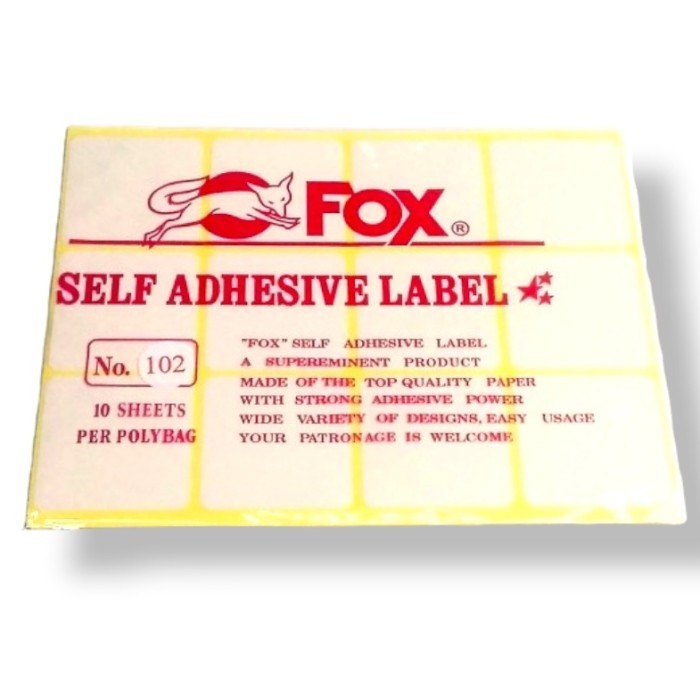 FOX®
SELF ADHESIVE LABEL
No. 102
10 SHEETS
PER POLYBAG
"FOX" SELF ADHESIVE LABEL
A SUPEREMINENT PRODUCT
MADE OF THE TOP QUALITY PAPER
WITH STRONG ADHESIVE POWER
WIDE VARIETY OF DESIGNS, EASY USAGE
YOUR PATRONAGE IS WELCOME